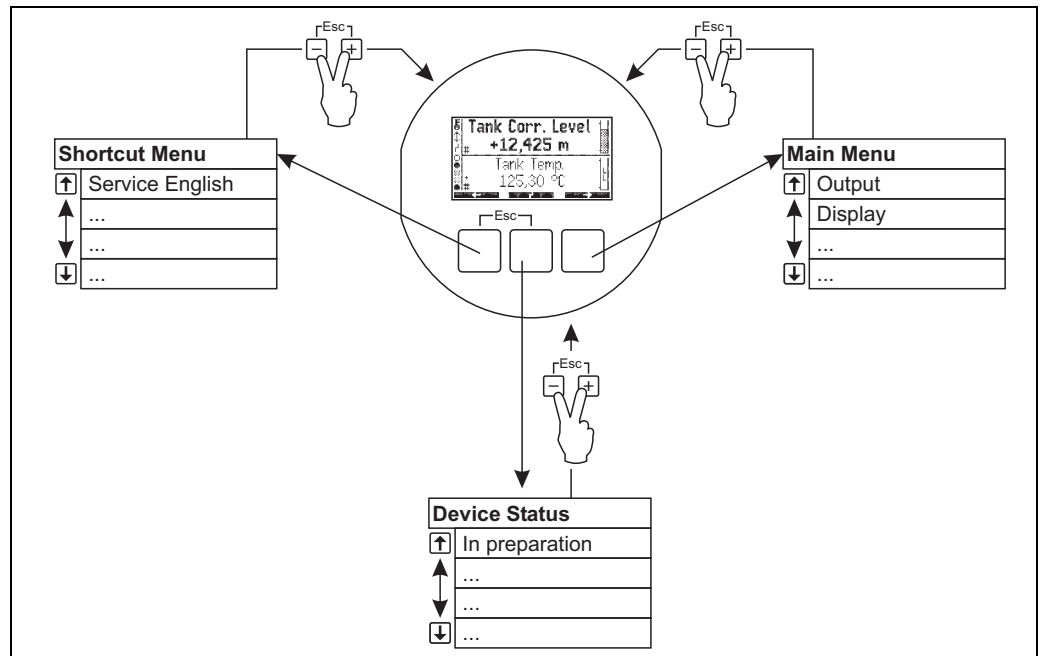 Esc
- +
Esc
- +
Tank Corr. Level
# +12,425 m
Tank Temp.
# 125,30 °C
Esc
Shortcut Menu
Service English
...
...
...
Main Menu
Output
Display
...
...
Esc
- +
Device Status
In preparation
...
...
...